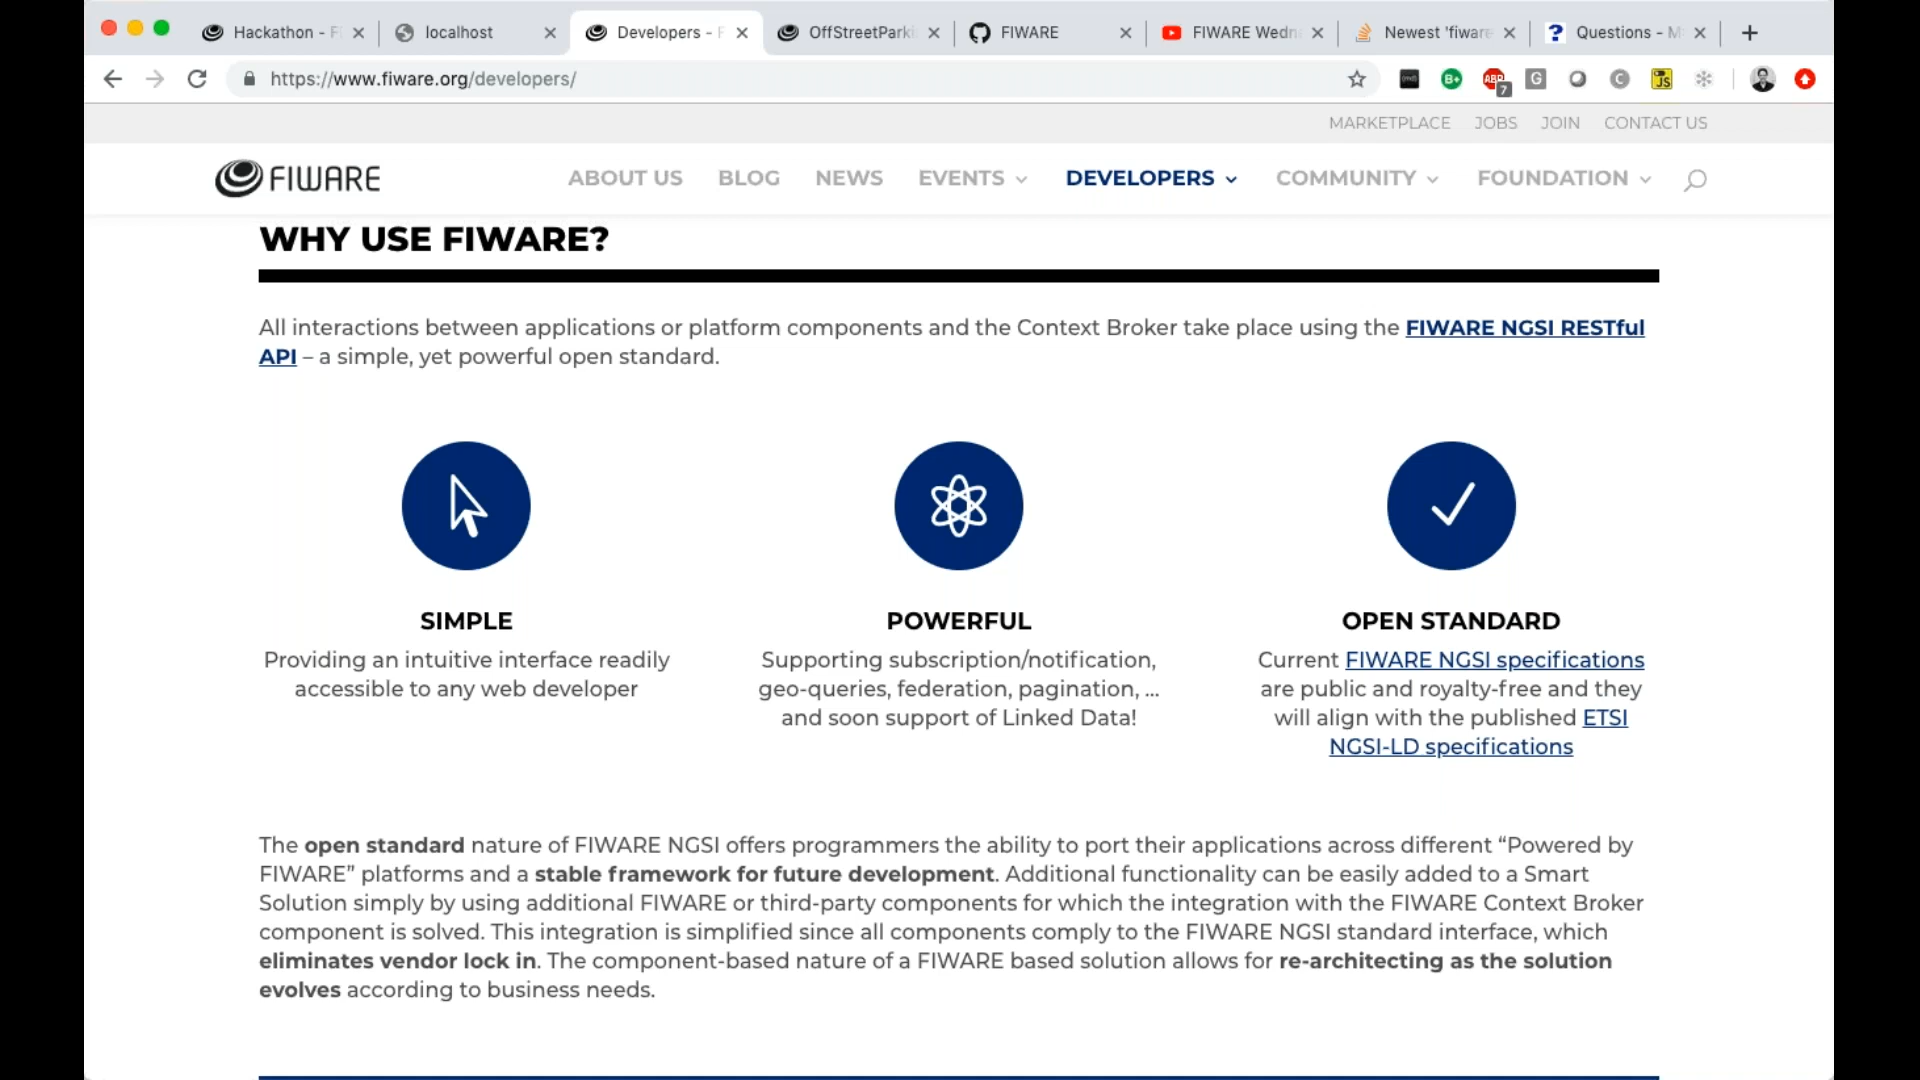 Hackathon - F
localhost
Developers - F
OffStreetParki
FIWARE
FIWARE Wedn
Newest 'fiware
Questions - M
https://www.fiware.org/developers/
ABP
7
G
C
JS
MARKETPLACE JOBS JOIN CONTACT US
FIWARE
ABOUT US BLOG NEWS EVENTS DEVELOPERS COMMUNITY FOUNDATION
WHY USE FIWARE?
All interactions between applications or platform components and the Context Broker take place using the FIWARE NGSI RESTful
API – a simple, yet powerful open standard.
SIMPLE
Providing an intuitive interface readily
accessible to any web developer
POWERFUL
Supporting subscription/notification,
geo-queries, federation, pagination, ...
and soon support of Linked Data!
OPEN STANDARD
Current FIWARE NGSI specifications
are public and royalty-free and they
will align with the published ETSI
NGSI-LD specifications
The open standard nature of FIWARE NGSI offers programmers the ability to port their applications across different “Powered by
FIWARE” platforms and a stable framework for future development. Additional functionality can be easily added to a Smart
Solution simply by using additional FIWARE or third-party components for which the integration with the FIWARE Context Broker
component is solved. This integration is simplified since all components comply to the FIWARE NGSI standard interface, which
eliminates vendor lock in. The component-based nature of a FIWARE based solution allows for re-architecting as the solution
evolves according to business needs.